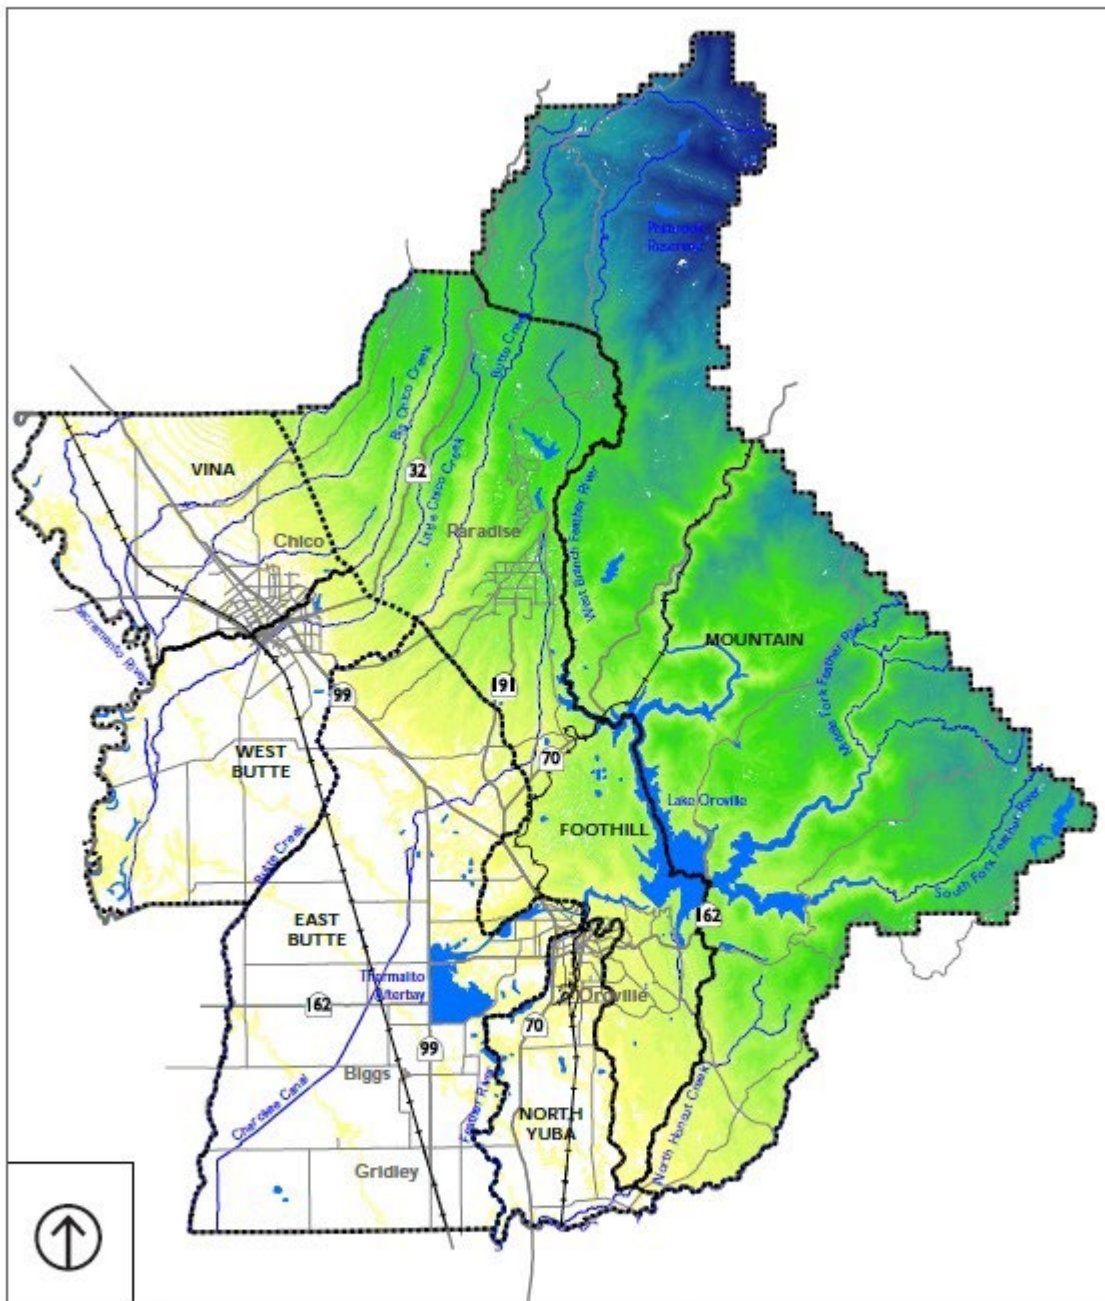 Philbrook
Reservoir
Butte Creek
Big Chico Creek
VINA
32
Little Chico Creek
Paradise
West Branch Feather River
Chico
Sacramento River
MOUNTAIN
Middle Fork Feather River
191
99
WEST
BUTTE
70
Lake Oroville
FOOTHILL
Butte Creek
South Fork Feather River
EAST
BUTTE
162
Thermalito
Afterbay
Oroville
162
70
99
Biggs
Cherokee Canal
Feather River
North Honcut Creek
NORTH
YUBA
Gridley